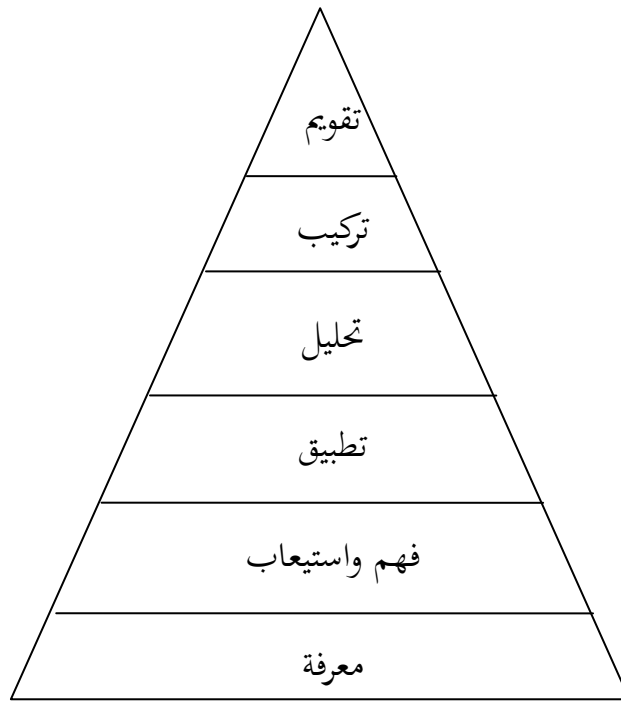 تقويم
تركيب
تحليل
تطبيق
فهم واستيعاب
معرفة